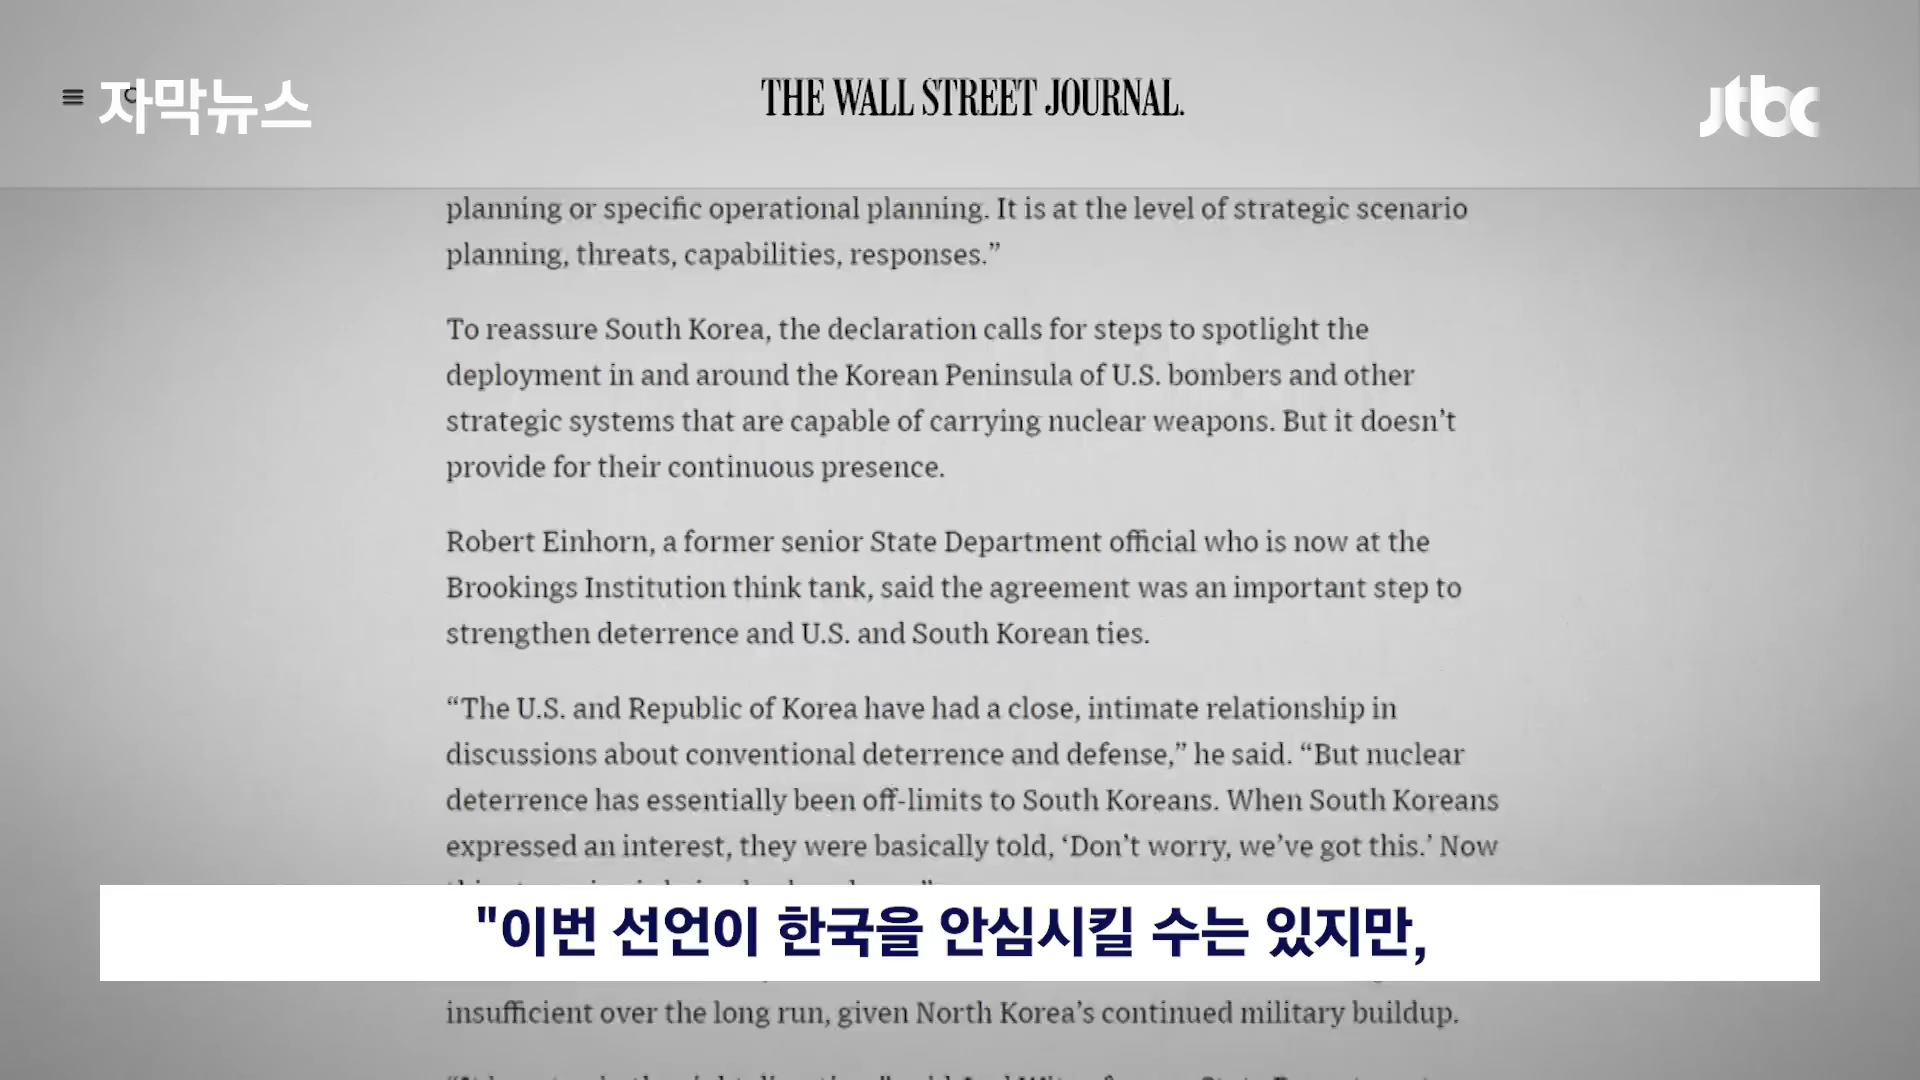 자막뉴스
THE WALL STREET JOURNAL.
jtbc
planning or specific operational planning. It is at the level of strategic scenario
planning, threats, capabilities, responses.”
To reassure South Korea, the declaration calls for steps to spotlight the
deployment in and around the Korean Peninsula of U.S. bombers and other
strategic systems that are capable of carrying nuclear weapons. But it doesn’t
provide for their continuous presence.
Robert Einhorn, a former senior State Department official who is now at the
Brookings Institution think tank, said the agreement was an important step to
strengthen deterrence and U.S. and South Korean ties.
“The U.S. and Republic of Korea have had a close, intimate relationship in
discussions about conventional deterrence and defense,” he said. “But nuclear
deterrence has essentially been off-limits to South Koreans. When South Koreans
expressed an interest, they were basically told, ‘Don’t worry, we’ve got this.’ Now
"이번 선언이 한국을 안심시킬 수는 있지만,
insufficient over the long run, given North Korea’s continued military buildup.